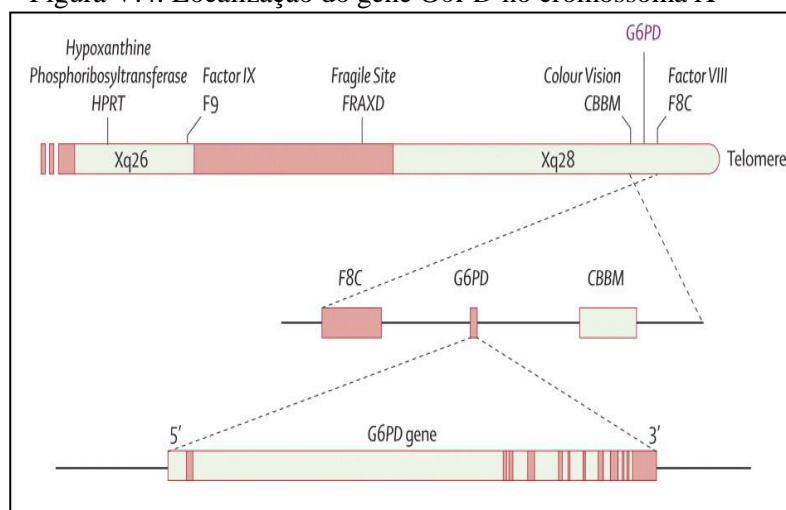 Figura V.4. Localização do gene G6PD no cromossoma X
G6PD
Hypoxanthine
Phosphoribosyltransferase
HPRT
Factor IX
F9
Fragile Site
FRAXD
Colour Vision
CBBM
Factor VIII
F8C
Xq26
Xq28
Telomere
F8C
G6PD
CBBM
5'
G6PD gene
3'